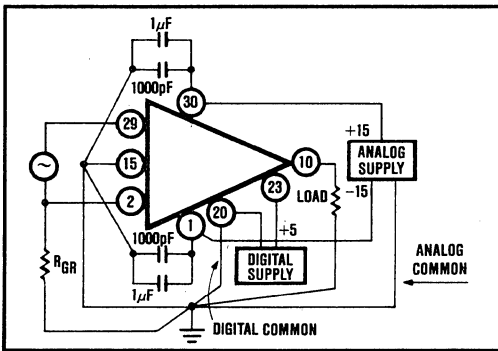 1μF
1000pF
30
+15
29
ANALOG
SUPPLY
15
10
23
LOAD
-15
2
20
1
+5
1000pF
DIGITAL
SUPPLY
ANALOG
COMMON
RGR
1μF
DIGITAL COMMON